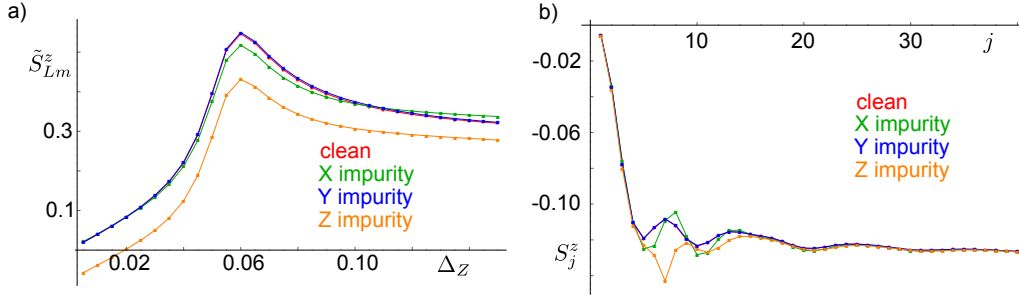 a)
S̃ᶻ_Lm
0.3
0.1
0.02
0.06
0.10
Δ_Z
clean
X impurity
Y impurity
Z impurity
b)
10
20
30
j
-0.02
-0.06
-0.10
S_j^z
clean
X impurity
Y impurity
Z impurity